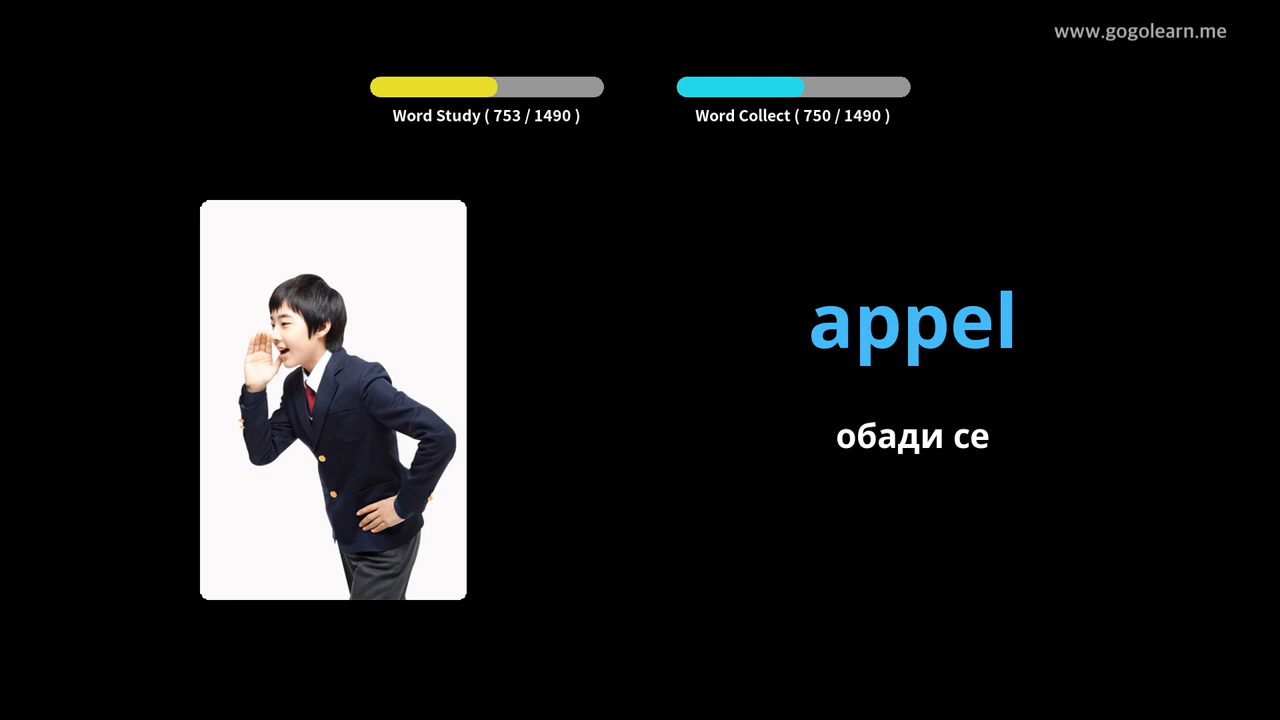 www.gogolearn.me
Word Study ( 753 / 1490 )
Word Collect ( 750 / 1490 )
appel
обади се